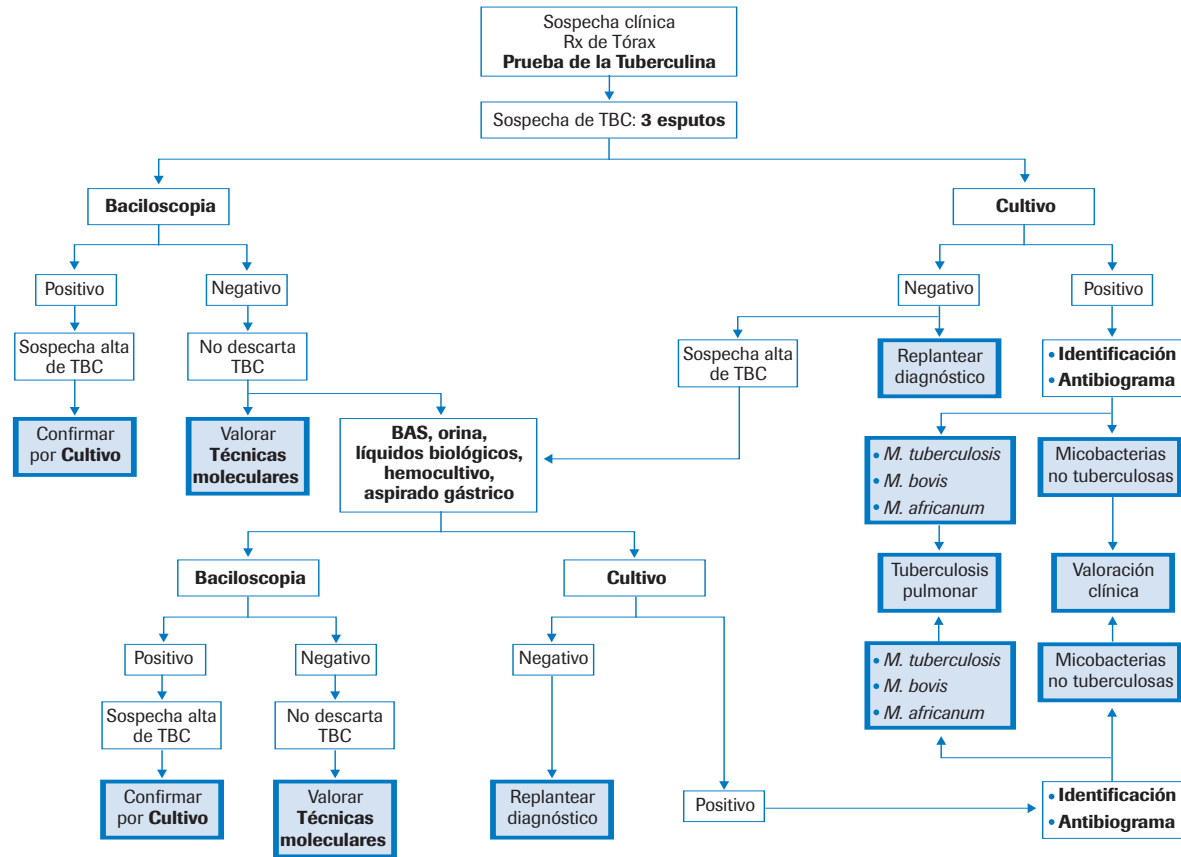 Sospecha clínica
Rx de Tórax
Prueba de la Tuberculina
Sospecha de TBC: 3 esputos
Baciloscopia
Cultivo
Positivo
Negativo
Negativo
Positivo
Sospecha alta
de TBC
No descarta
TBC
Sospecha alta
de TBC
Replantear
diagnóstico
• Identificación
• Antibiograma
Confirmar
por Cultivo
Valorar
Técnicas
moleculares
BAS, orina,
líquidos biológicos,
hemocultivo,
aspirado gástrico
• M. tuberculosis
• M. bovis
• M. africanum
Micobacterias
no tuberculosas
Baciloscopia
Cultivo
Tuberculosis
pulmonar
Valoración
clínica
Positivo
Negativo
Negativo
• M. tuberculosis
• M. bovis
• M. africanum
Micobacterias
no tuberculosas
Sospecha alta
de TBC
No descarta
TBC
Confirmar
por Cultivo
Valorar
Técnicas
moleculares
Replantear
diagnóstico
Positivo
• Identificación
• Antibiograma